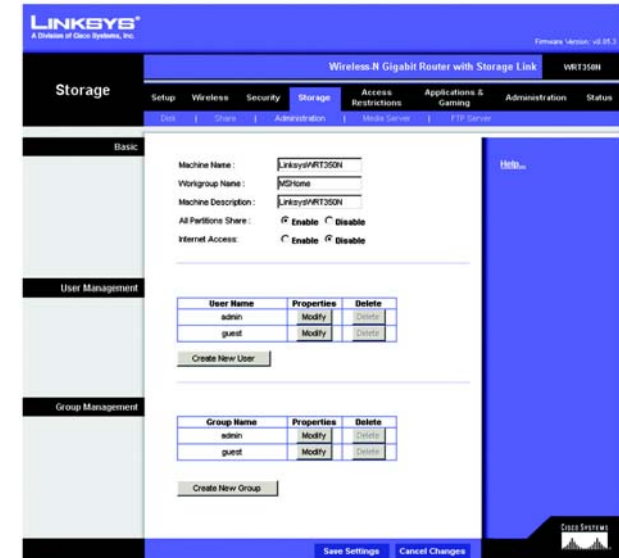 LINKSYS®
A Division of Cisco Systems, Inc.
Firmware Version: v0.05.3
Wireless-N Gigabit Router with Storage Link WRT350N
Storage
Setup Wireless Security Storage Access Restrictions Applications & Gaming Administration Status
Disk | Share | Administration | Media Server | FTP Server
Basic
Help...
Machine Name : LinksysWRT350N
Workgroup Name : MSHome
Machine Description : LinksysWRT350N
All Partitions Share : Enable Disable
Internet Access: Enable Disable
User Management
User Name Properties Delete
admin Modify Delete
guest Modify Delete
Create New User
Group Management
Group Name Properties Delete
admin Modify Delete
guest Modify Delete
Create New Group
CISCO SYSTEMS
Save Settings Cancel Changes